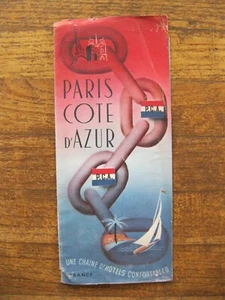 PARIS
COTE
D'AZUR
P.C.A.
P.C.A.
UNE CHAINE D'HOTELS CONFORTABLES
FRANCE